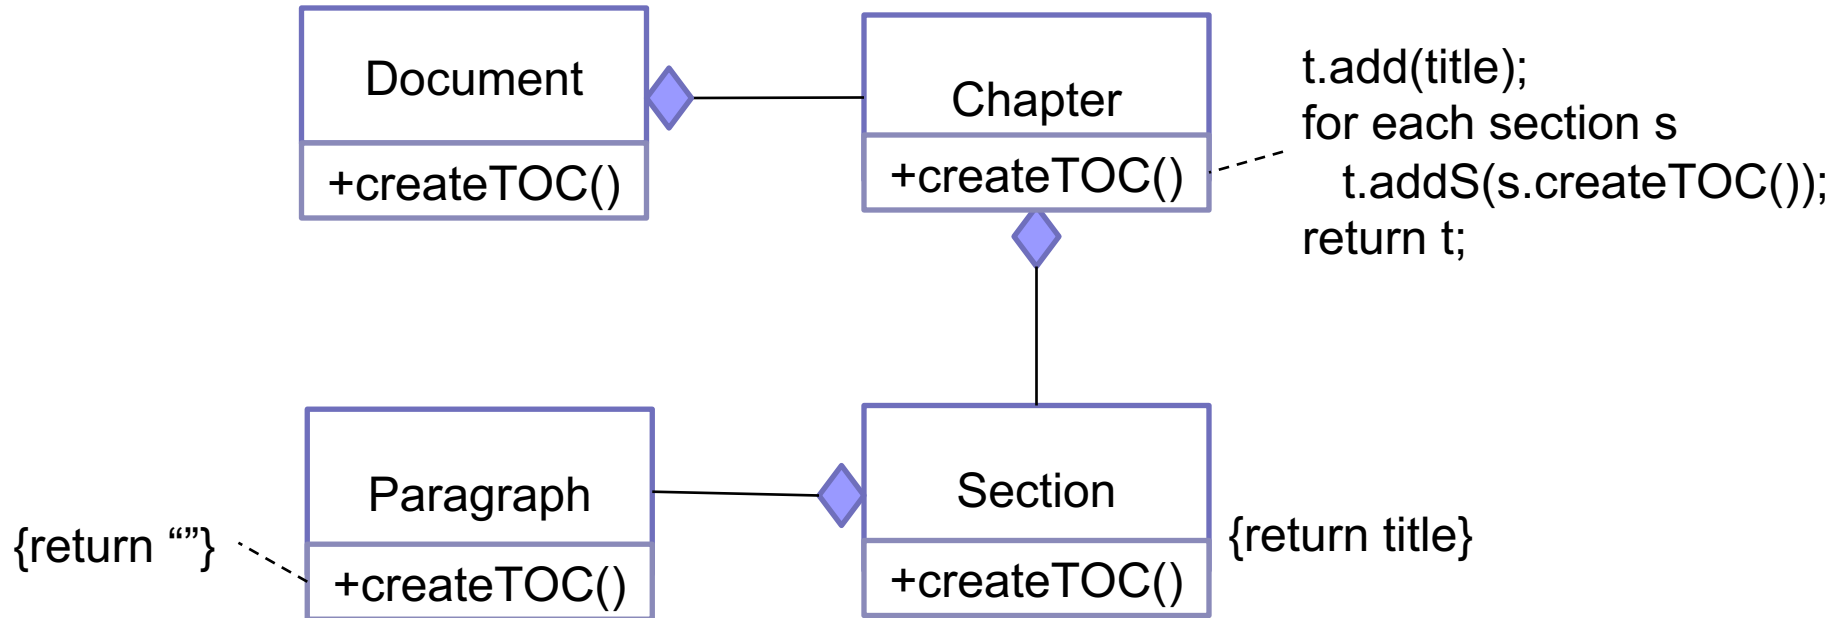 Document
+createTOC()
Chapter
+createTOC()
t.add(title);
for each section s
t.addS(s.createTOC());
return t;
Paragraph
+createTOC()
{return “”}
Section
+createTOC()
{return title}